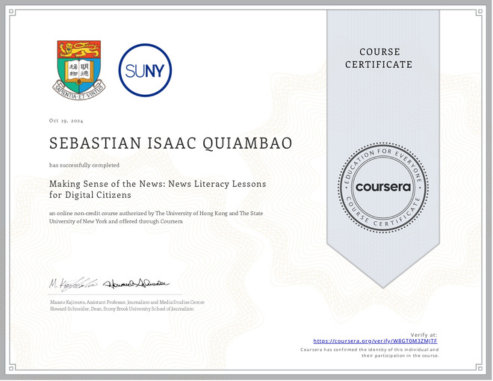 SUNY
COURSE
CERTIFICATE
Oct 19, 2024
SEBASTIAN ISAAC QUIAMBAO
has successfully completed
Making Sense of the News: News Literacy Lessons
for Digital Citizens
an online non-credit course authorized by The University of Hong Kong and The State
University of New York and offered through Coursera
EDUCATION FOR EVERYONE
coursera
COURSE CERTIFICATE
Masato Kajimoto, Assistant Professor, Journalism and Media Studies Centre
Howard Schneider, Dean, Stony Brook University School of Journalism
Verify at:
https://coursera.org/verify/W8GT0M3ZMJTF
Coursera has confirmed the identity of this individual and
their participation in the course.